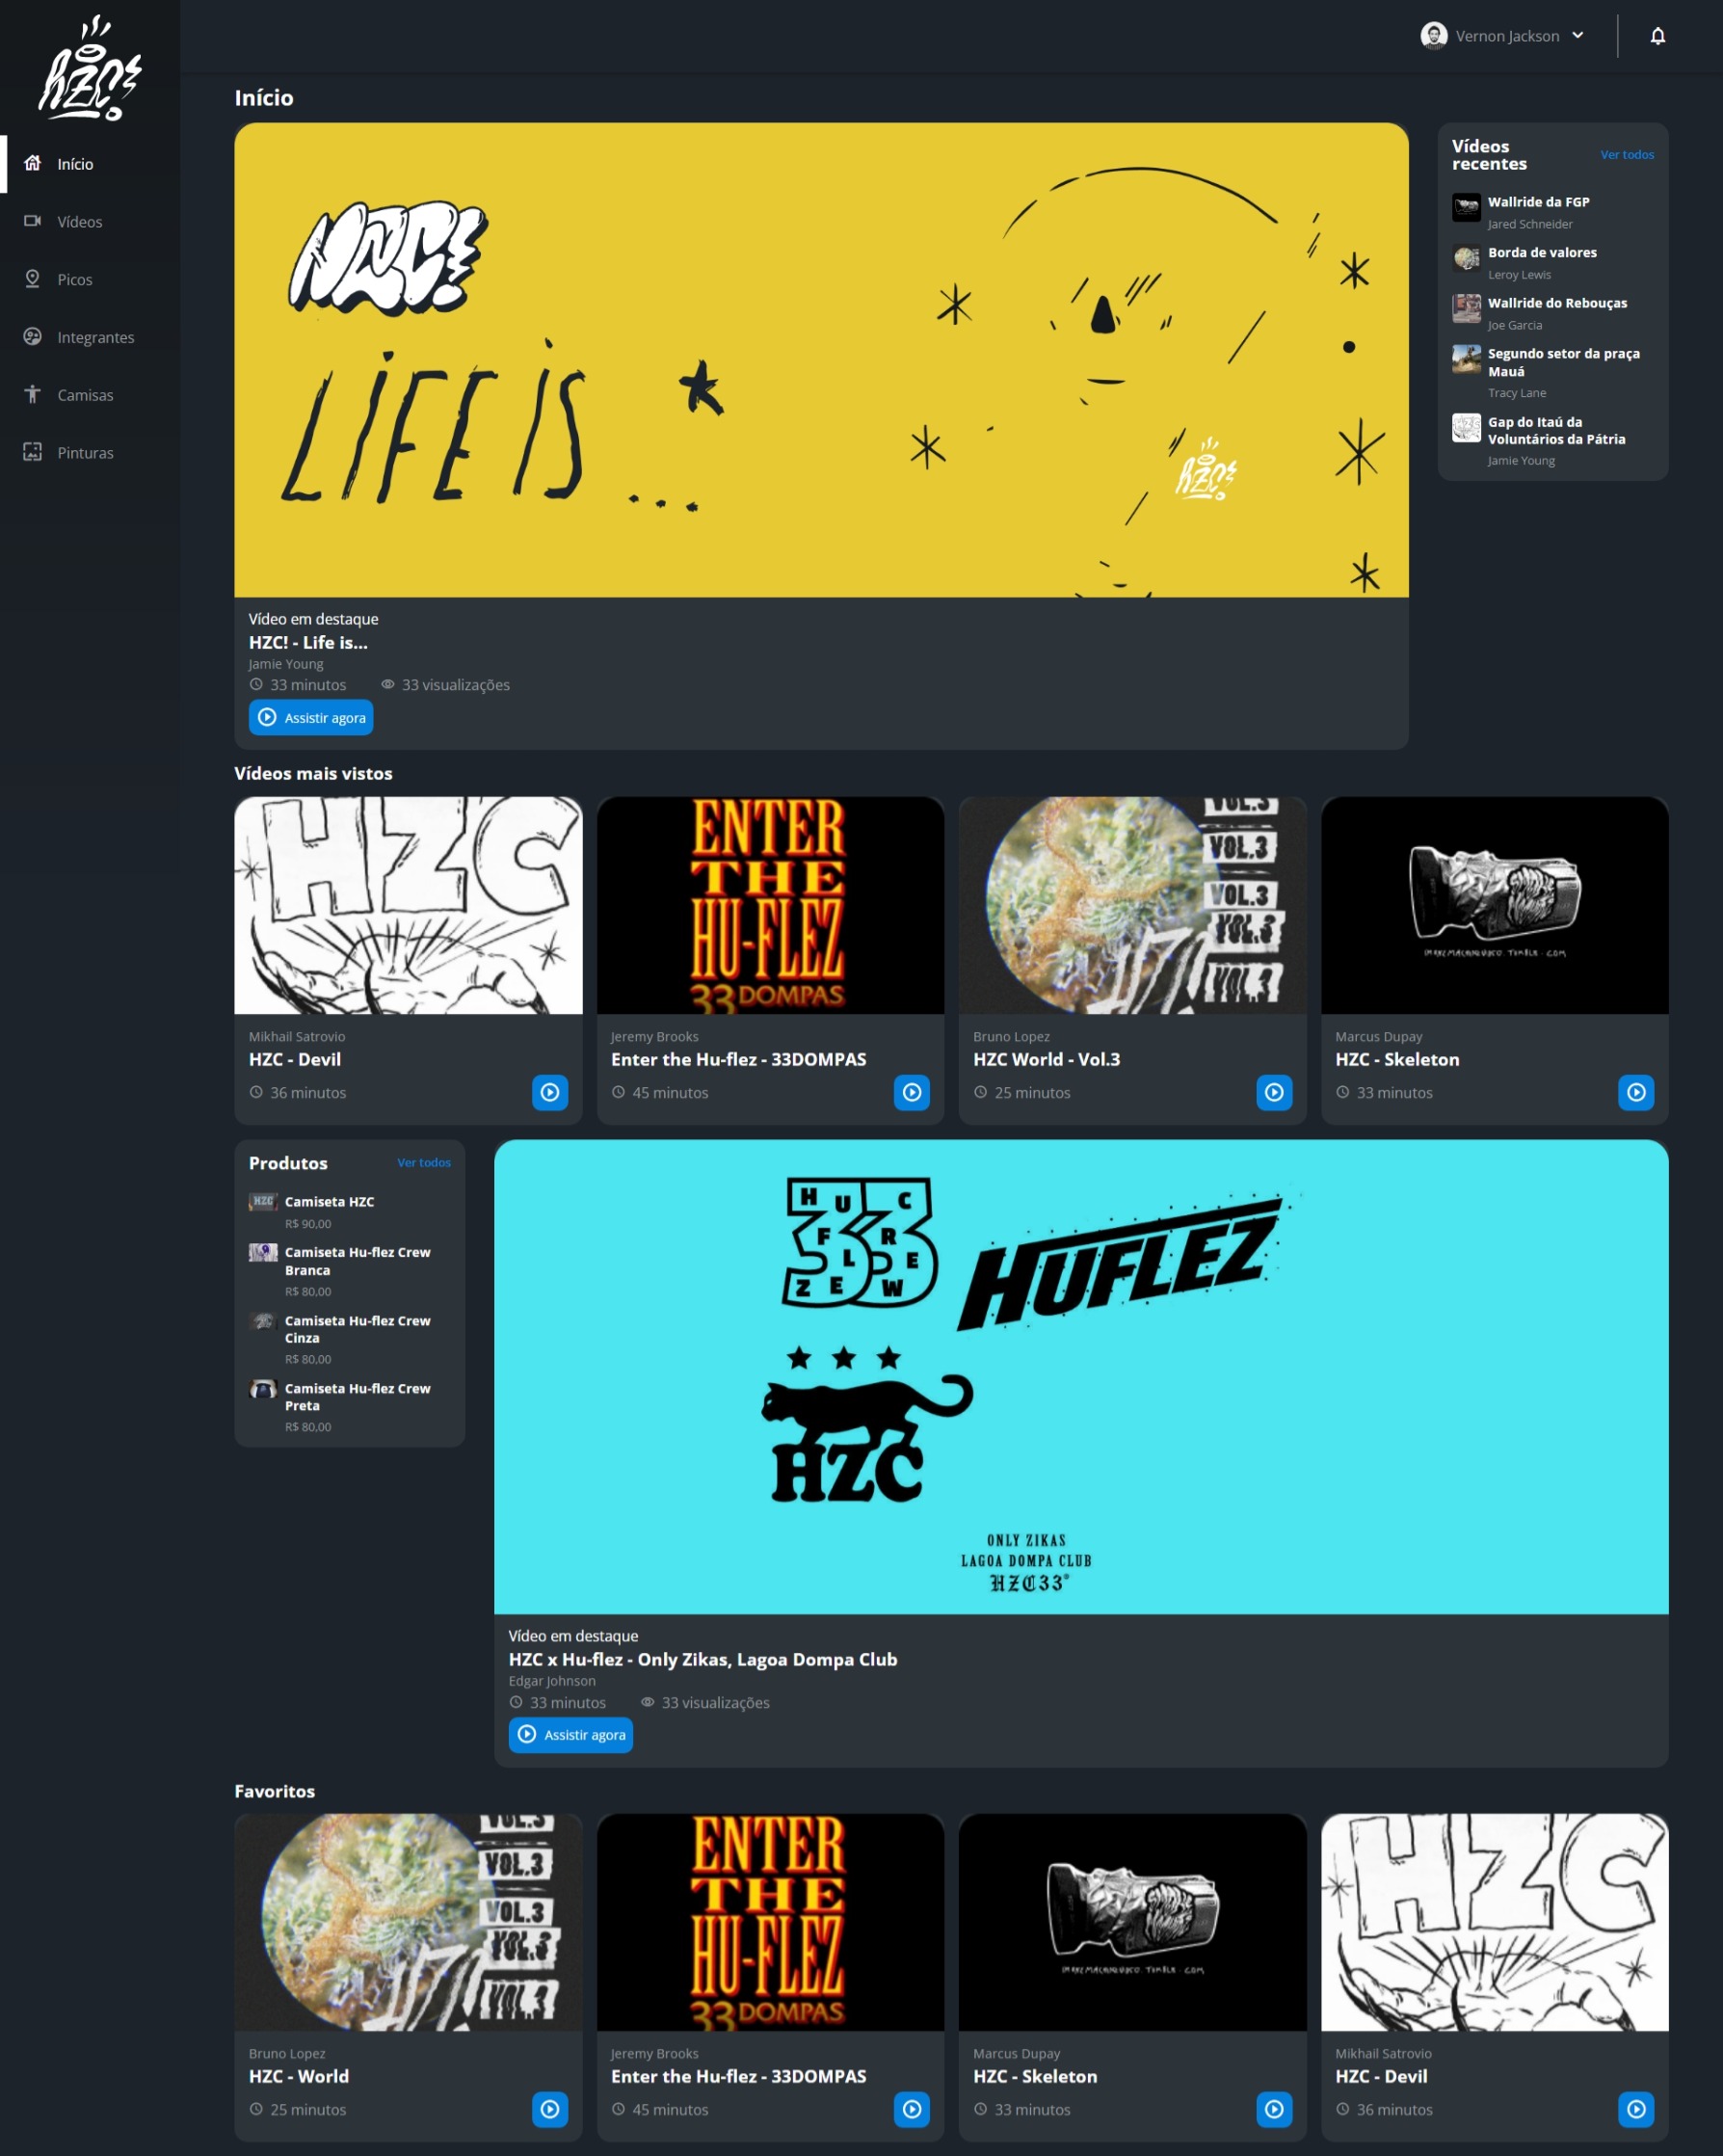 HZC!
Início
Vídeos
Picos
Integrantes
Camisas
Pinturas
Vernon Jackson
Início
HZC!
LIFE IS ...
HZC!
Vídeo em destaque
HZC! - Life is...
Jamie Young
33 minutos
33 visualizações
Assistir agora
Vídeos
recentes
Ver todos
Wallride da FGP
Jared Schneider
Borda de valores
Leroy Lewis
Wallride do Rebouças
Joe Garcia
Segundo setor da praça
Mauá
Tracy Lane
Gap do Itaú da
Voluntários da Pátria
Jamie Young
Vídeos mais vistos
HZC
Mikhail Satrovio
HZC - Devil
36 minutos
ENTER
THE
HU-FLEZ
33 DOMPAS
Jeremy Brooks
Enter the Hu-flez - 33DOMPAS
45 minutos
VOL.3
VOL.3
VOL.3
VOL.3
VOL.3
Bruno Lopez
HZC World - Vol.3
25 minutos
Marcus Dupay
HZC - Skeleton
33 minutos
Produtos
Ver todos
HZC
Camiseta HZC
R$ 90,00
Camiseta Hu-flez Crew
Branca
R$ 80,00
Camiseta Hu-flez Crew
Cinza
R$ 80,00
Camiseta Hu-flez Crew
Preta
R$ 80,00
33
HU C
F L R E
Z E W
HUFLEZ
HZC
ONLY ZIKAS
LAGOA DOMPA CLUB
HZC33®
Vídeo em destaque
HZC x Hu-flez - Only Zikas, Lagoa Dompa Club
Edgar Johnson
33 minutos
33 visualizações
Assistir agora
Favoritos
VOL.3
VOL.3
VOL.3
VOL.3
VOL.3
Bruno Lopez
HZC - World
25 minutos
ENTER
THE
HU-FLEZ
33 DOMPAS
Jeremy Brooks
Enter the Hu-flez - 33DOMPAS
45 minutos
Marcus Dupay
HZC - Skeleton
33 minutos
HZC
Mikhail Satrovio
HZC - Devil
36 minutos